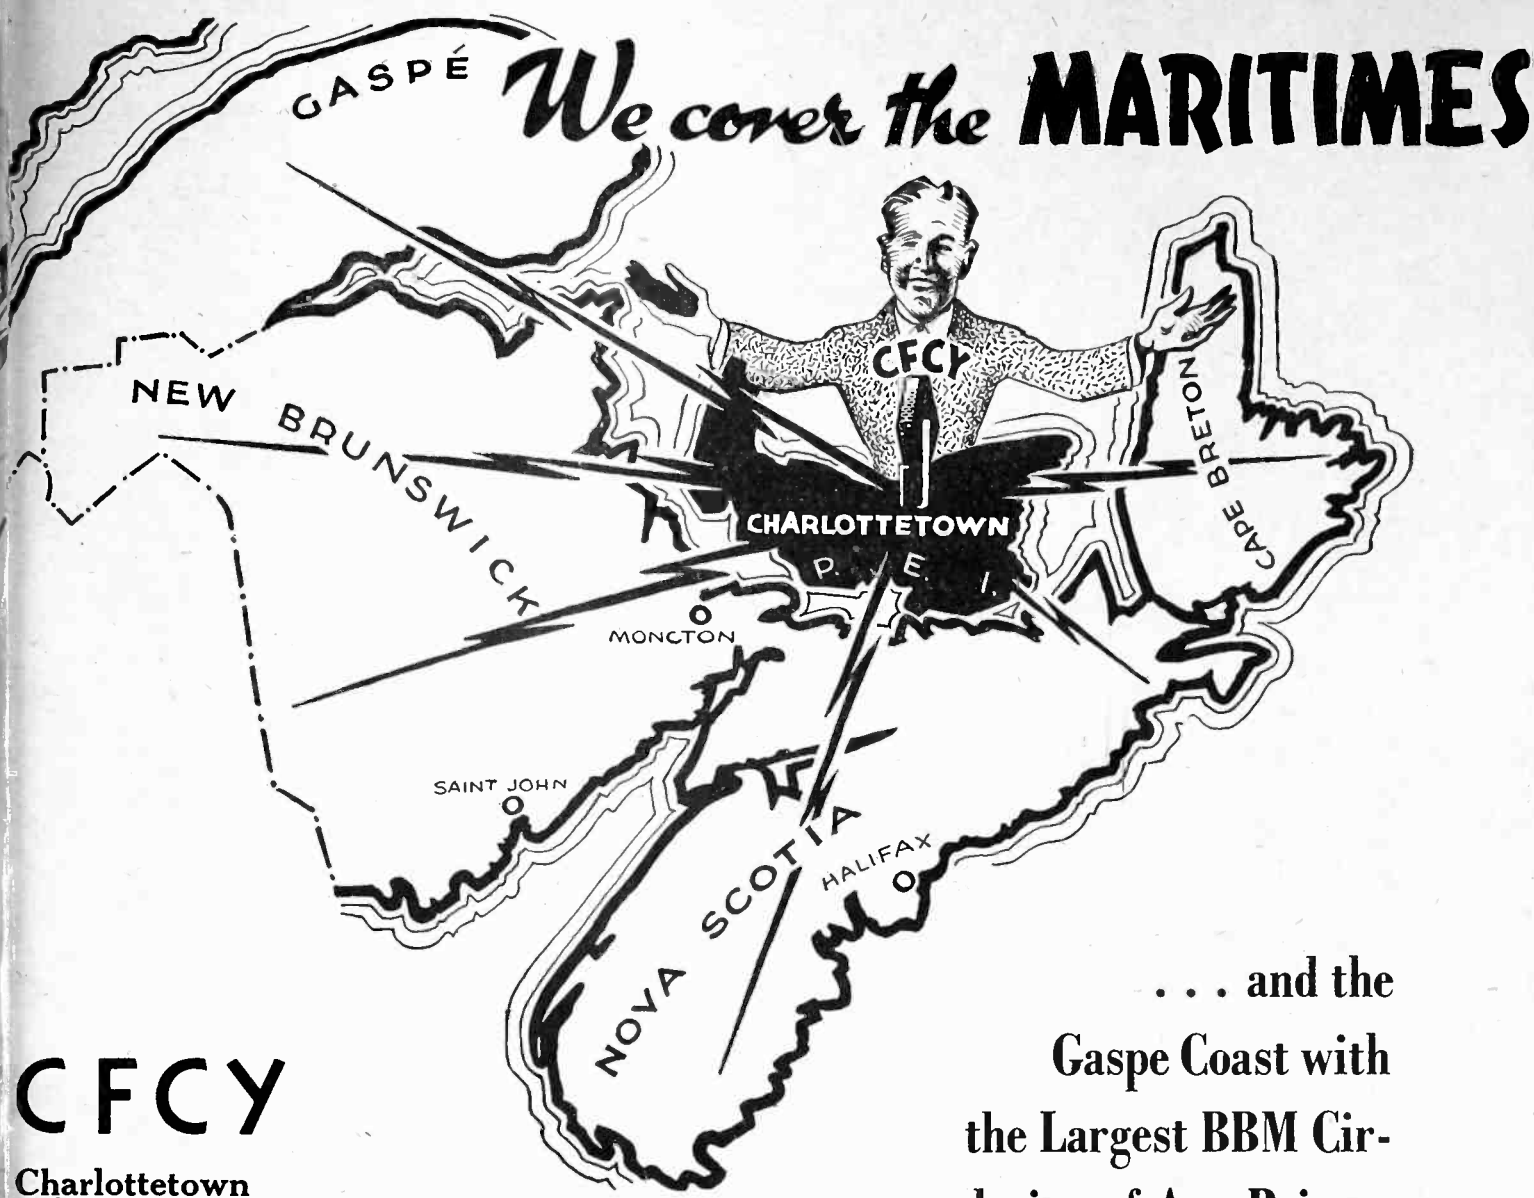 GASPÉ
We cover the MARITIMES
CFCY
NEW BRUNSWICK
CAPE BRETON
CHARLOTTETOWN
P. E. I.
MONCTON
SAINT JOHN
NOVA SCOTIA
HALIFAX
. . . and the
Gaspe Coast with
the Largest BBM Cir-
CFCY
Charlottetown